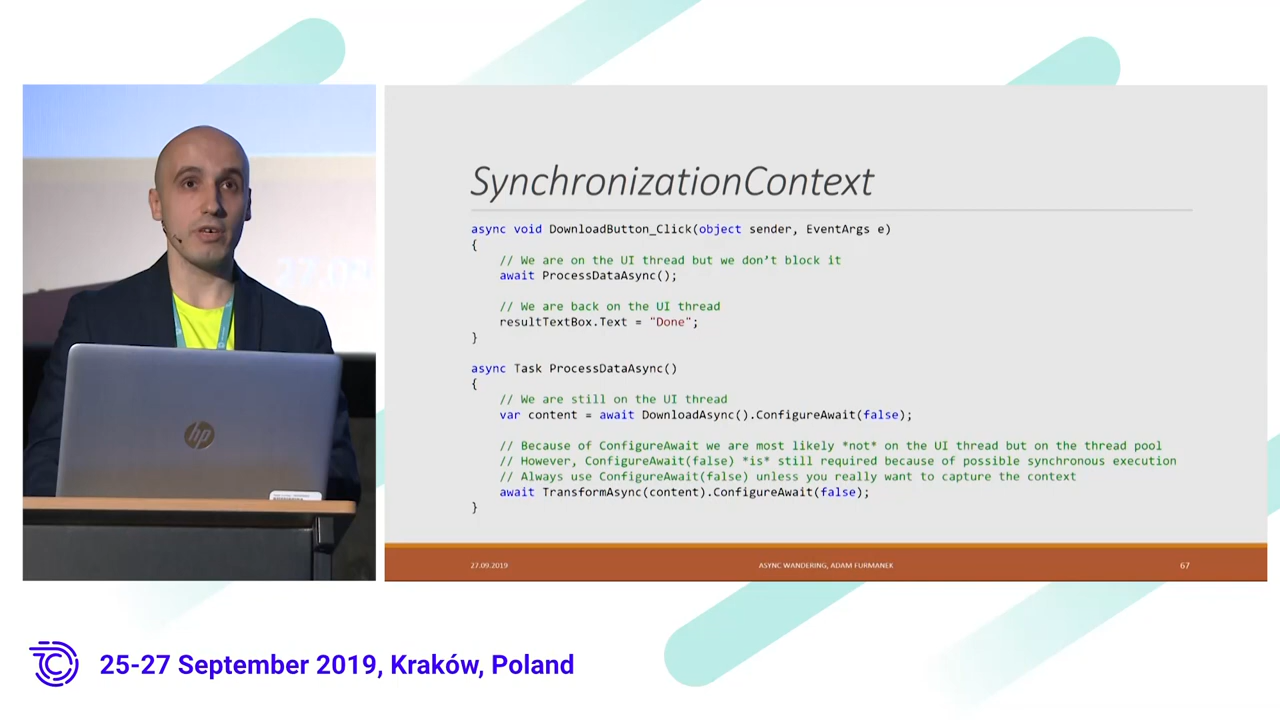 SynchronizationContext
async void DownloadButton_Click(object sender, EventArgs e)
{
// We are on the UI thread but we don’t block it
await ProcessDataAsync();
// We are back on the UI thread
resultTextBox.Text = "Done";
}
async Task ProcessDataAsync()
{
// We are still on the UI thread
var content = await DownloadAsync().ConfigureAwait(false);
// Because of ConfigureAwait we are most likely *not* on the UI thread but on the thread pool
// However, ConfigureAwait(false) *is* still required because of possible synchronous execution
// Always use ConfigureAwait(false) unless you really want to capture the context
await TransformAsync(content).ConfigureAwait(false);
}
27.09.2019
ASYNC WANDERING, ADAM FURMANEK
67
hp
25-27 September 2019, Kraków, Poland